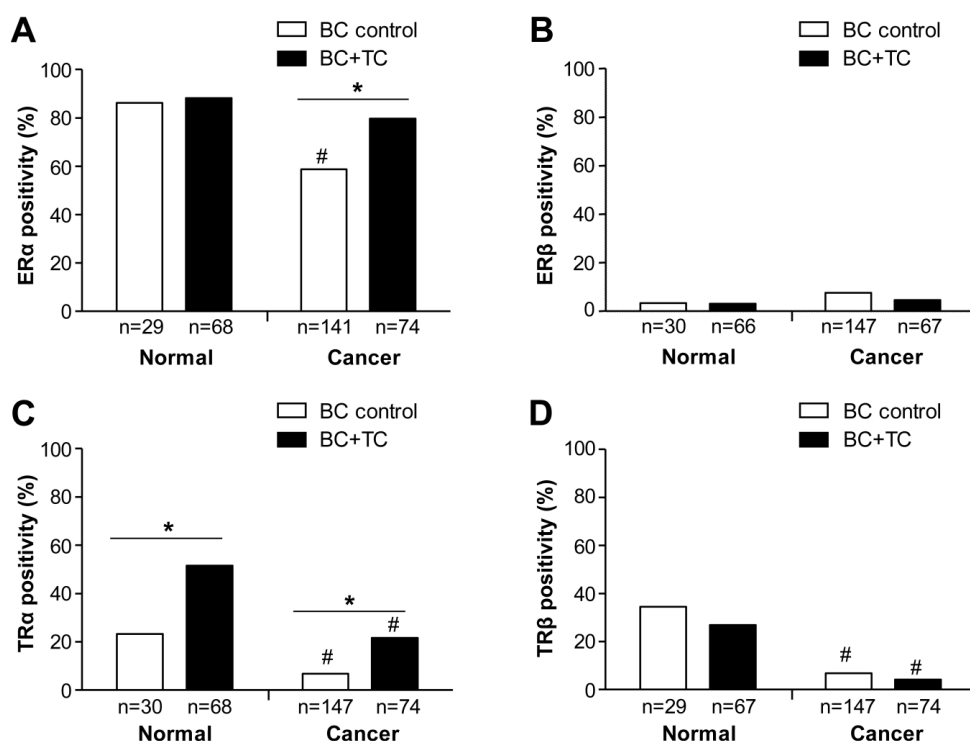 A
BC control
BC+TC
ERα positivity (%)
100
80
60
40
20
0
*
#
n=29 n=68 n=141 n=74
Normal Cancer
B
BC control
BC+TC
ERβ positivity (%)
100
80
60
40
20
0
n=30 n=66 n=147 n=67
Normal Cancer
C
BC control
BC+TC
TRα positivity (%)
100
80
60
40
20
0
*
*
# #
n=30 n=68 n=147 n=74
Normal Cancer
D
BC control
BC+TC
TRβ positivity (%)
100
80
60
40
20
0
# #
n=29 n=67 n=147 n=74
Normal Cancer